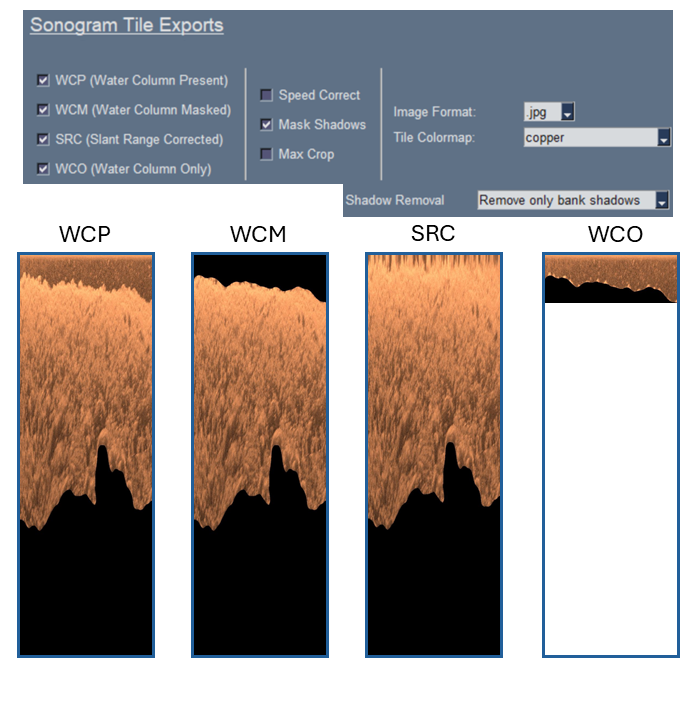 Sonogram Tile Exports
WCP (Water Column Present)
WCM (Water Column Masked)
SRC (Slant Range Corrected)
WCO (Water Column Only)
Speed Correct
Mask Shadows
Max Crop
Image Format: .jpg
Tile Colormap: copper
Shadow Removal Remove only bank shadows
WCP WCM SRC WCO